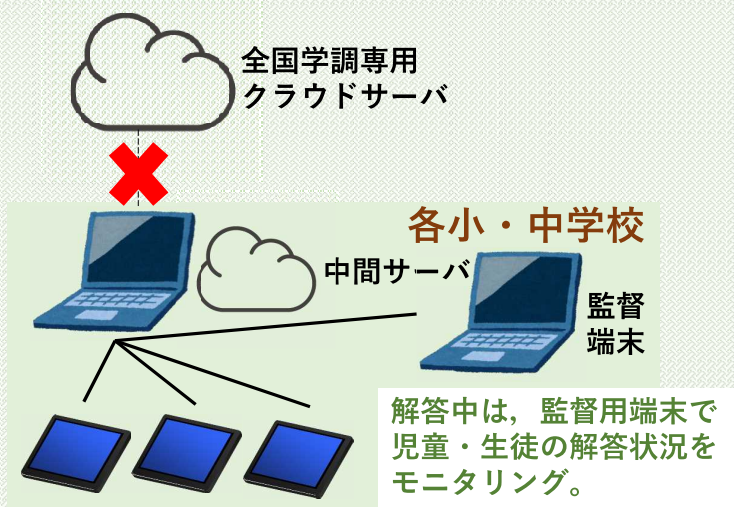 全国学調専用
クラウドサーバ
各小・中学校
中間サーバ
監督
端末
解答中は，監督用端末で
児童・生徒の解答状況を
モニタリング。